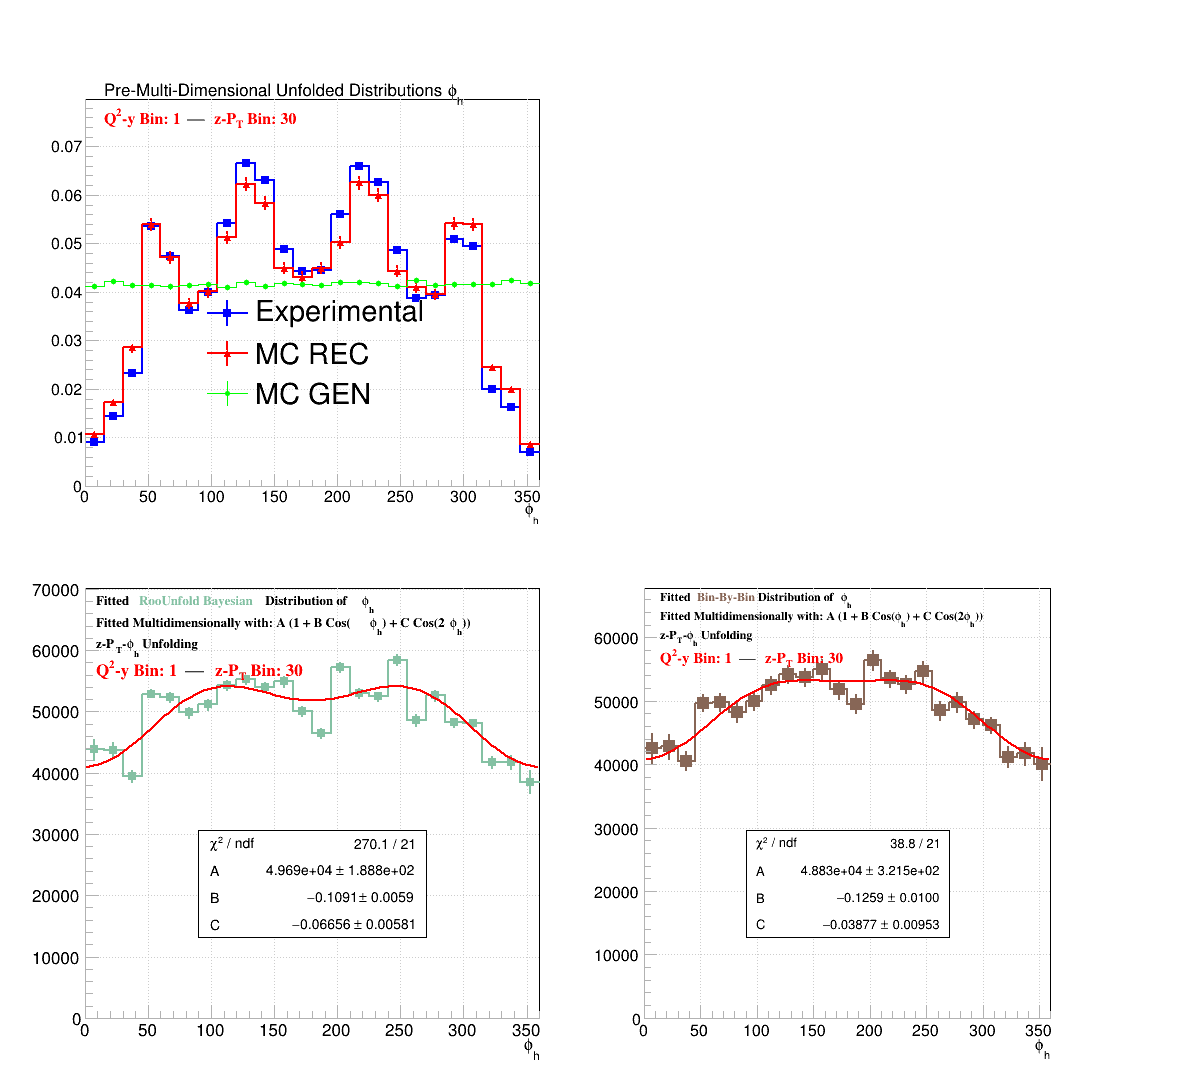 Pre-Multi-Dimensional Unfolded Distributions ϕh
Q²-y Bin: 1 — z-PT Bin: 30
0.07
0.06
0.05
0.04
0.03
0.02
0.01
0
Experimental
MC REC
MC GEN
0 50 100 150 200 250 300 350
ϕh
70000
60000
50000
40000
30000
20000
10000
0
Fitted RooUnfold Bayesian Distribution of ϕh
Fitted Multidimensionally with: A (1 + B Cos( ϕh) + C Cos(2 ϕh))
z-PT-ϕh Unfolding
Q²-y Bin: 1 — z-PT Bin: 30
χ² / ndf 270.1 / 21
A 4.969e+04 ± 1.888e+02
B −0.1091 ± 0.0059
C −0.06656 ± 0.00581
0 50 100 150 200 250 300 350
ϕh
60000
50000
40000
30000
20000
10000
0
Fitted Bin-By-Bin Distribution of ϕh
Fitted Multidimensionally with: A (1 + B Cos(ϕh) + C Cos(2ϕh))
z-PT-ϕh Unfolding
Q²-y Bin: 1 — z-PT Bin: 30
χ² / ndf 38.8 / 21
A 4.883e+04 ± 3.215e+02
B −0.1259 ± 0.0100
C −0.03877 ± 0.00953
0 50 100 150 200 250 300 350
ϕh